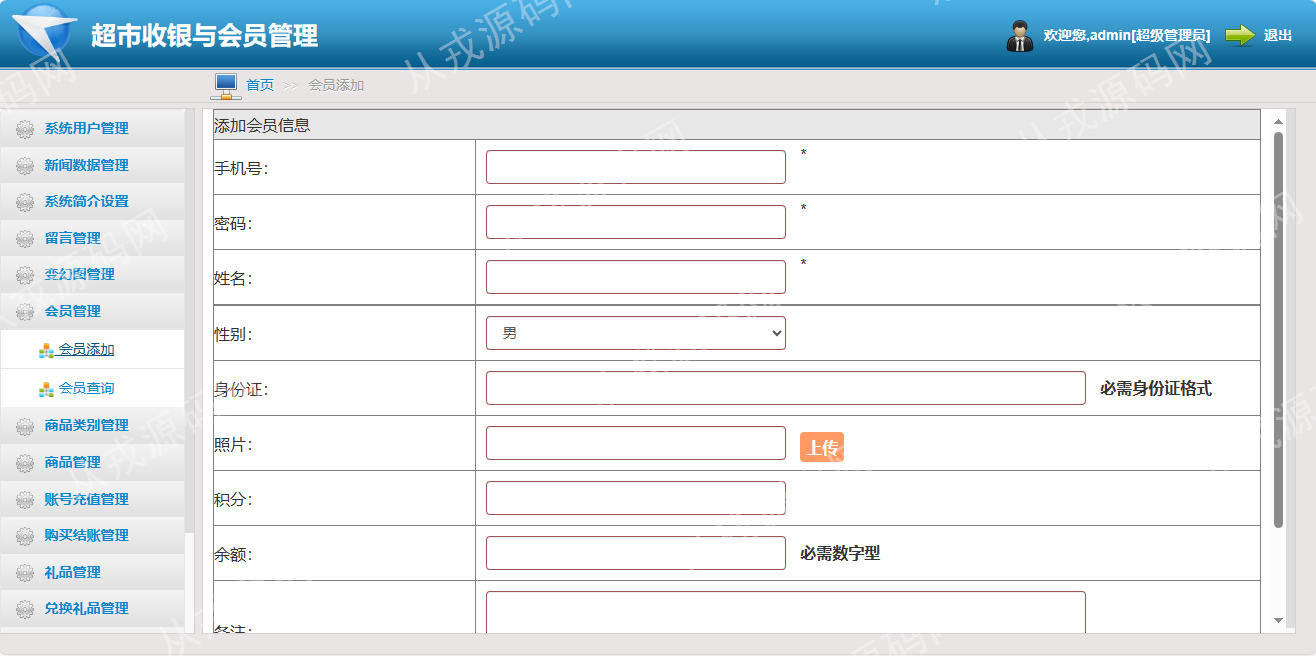 超市收银与会员管理
欢迎您,admin[超级管理员]
退出
首页 >> 会员添加
系统用户管理
新闻数据管理
系统简介设置
留言管理
变幻图管理
会员管理
会员添加
会员查询
商品类别管理
商品管理
账号充值管理
购买结账管理
礼品管理
兑换礼品管理
添加会员信息
手机号：
*
密码：
*
姓名：
*
性别：
男
身份证：
必需身份证格式
照片：
上传
积分：
余额：
必需数字型
备注：
从戎源码网